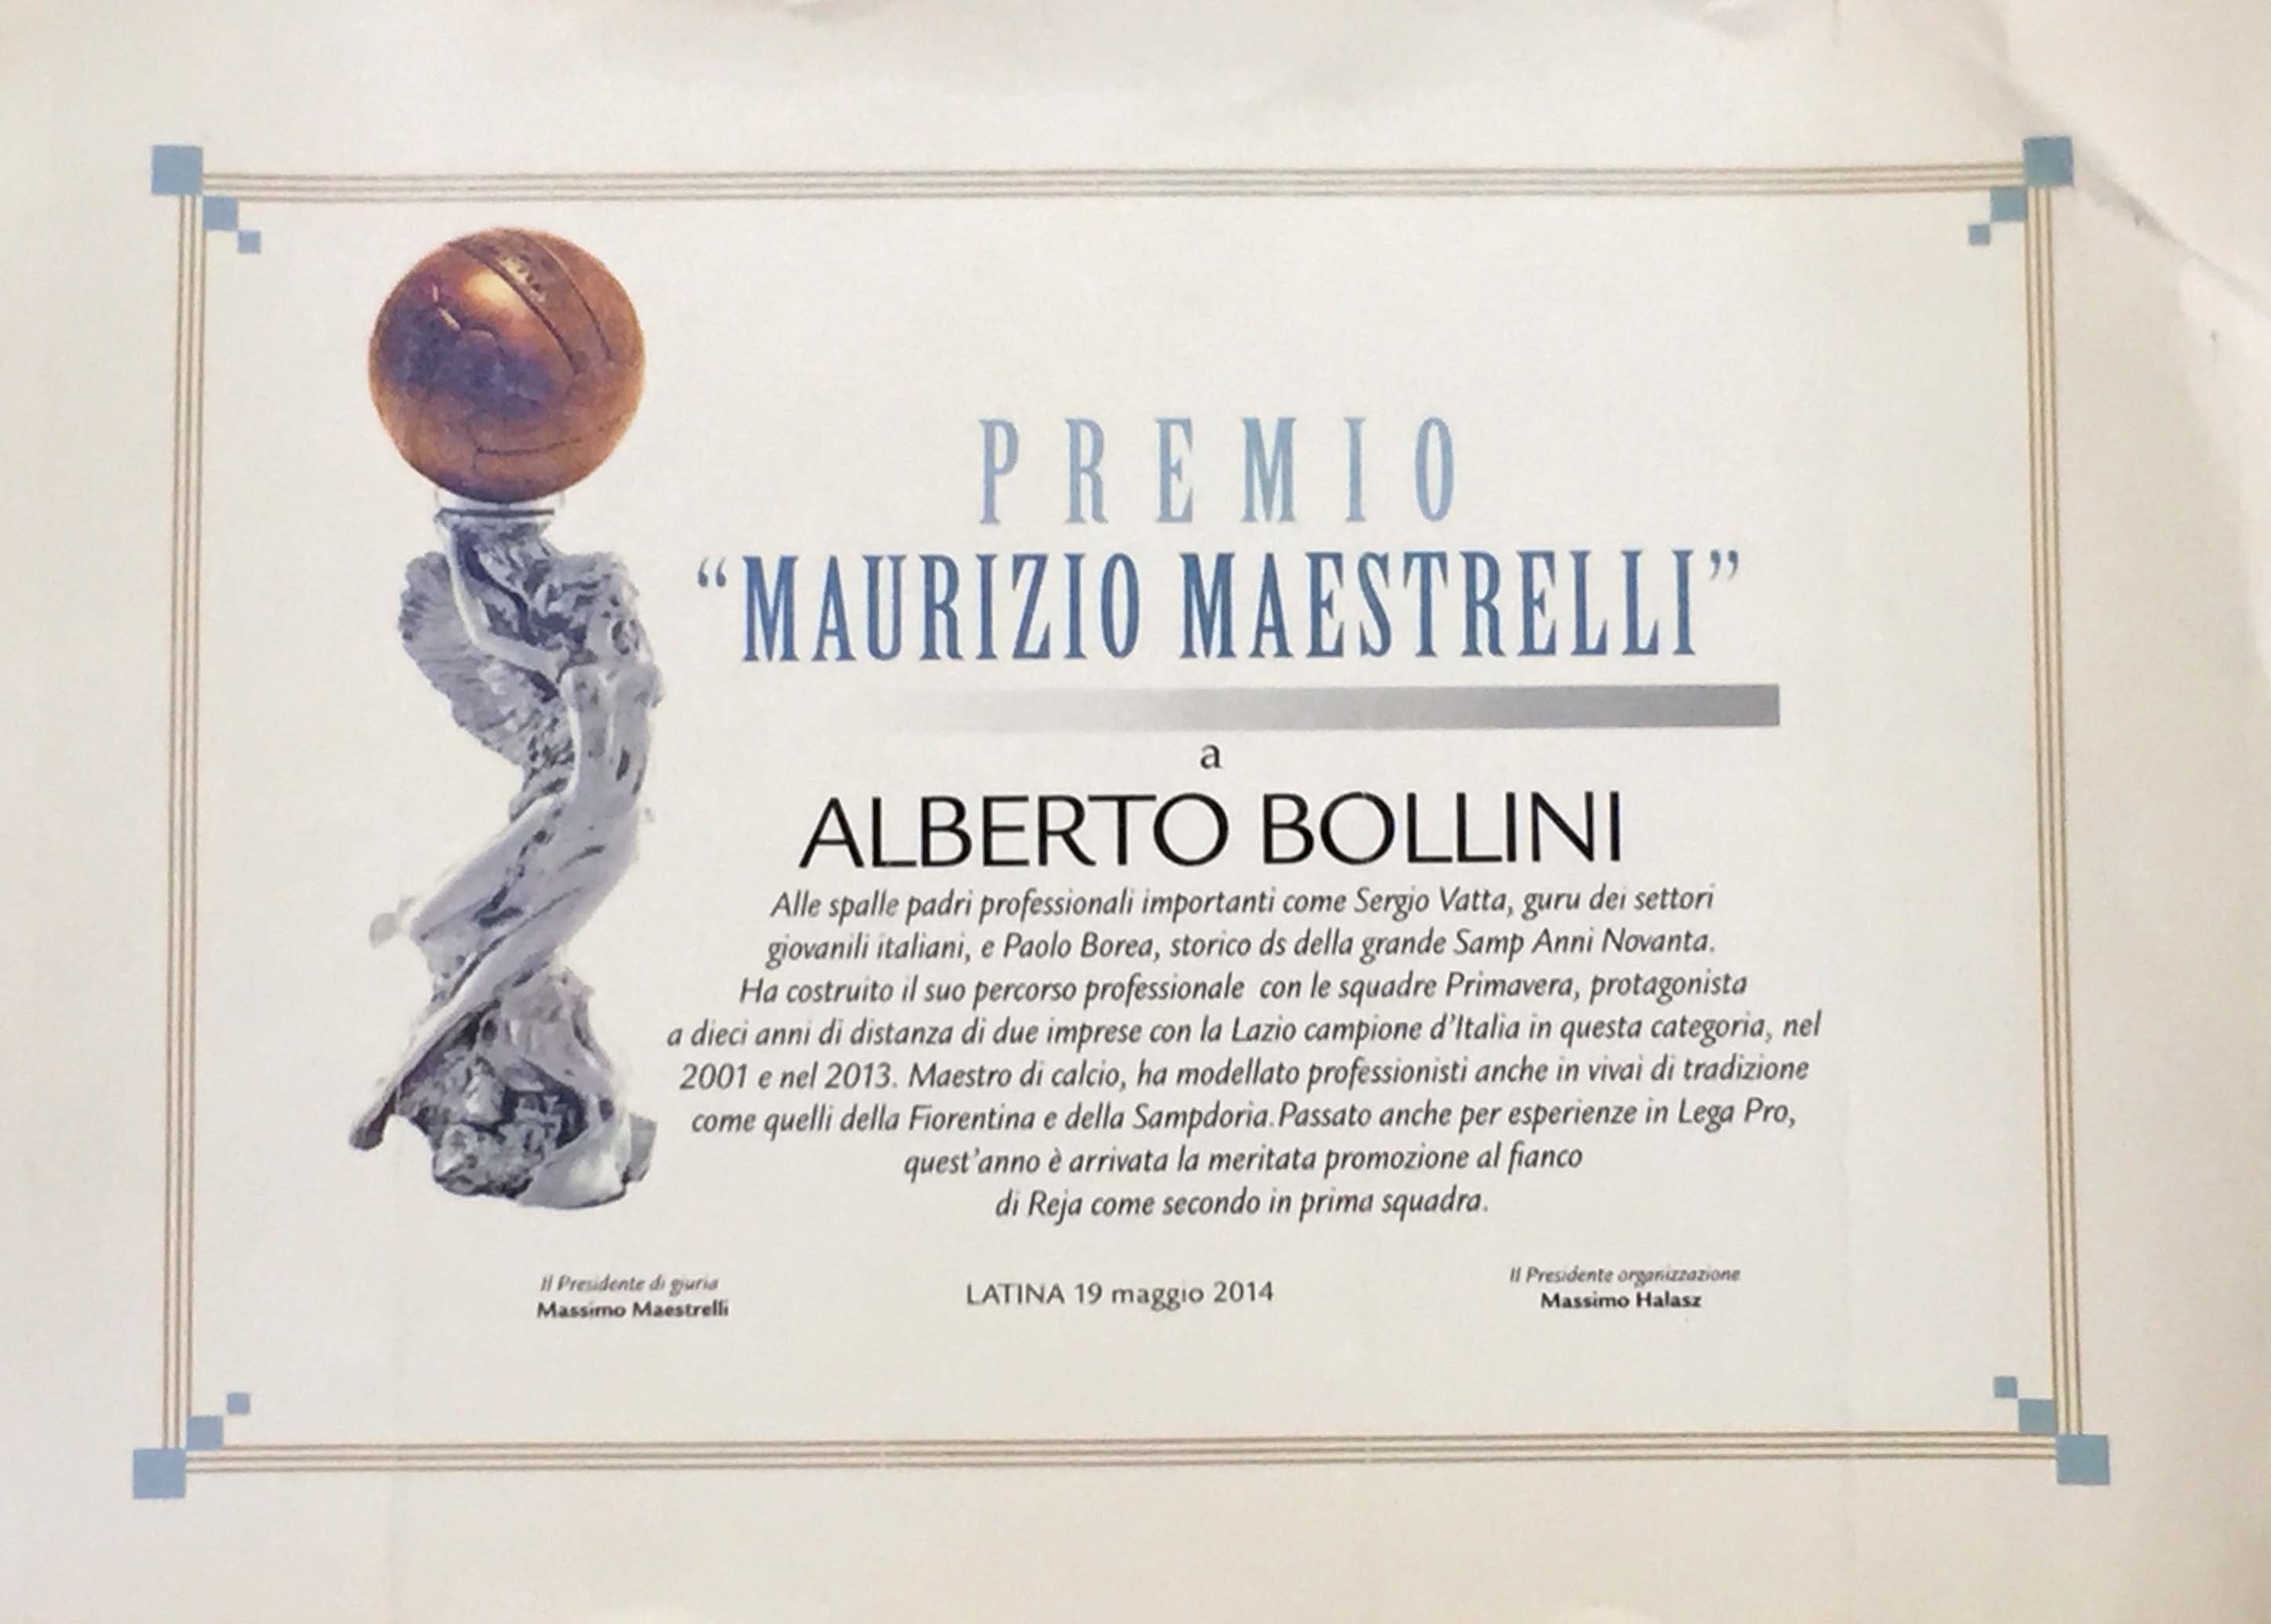 PREMIO
“MAURIZIO MAESTRELLI”
a
ALBERTO BOLLINI
Alle spalle padri professionali importanti come Sergio Vatta, guru dei settori
giovanili italiani, e Paolo Borea, storico ds della grande Samp Anni Novanta.
Ha costruito il suo percorso professionale con le squadre Primavera, protagonista
a dieci anni di distanza di due imprese con la Lazio campione d’Italia in questa categoria, nel
2001 e nel 2013. Maestro di calcio, ha modellato professionisti anche in vivai di tradizione
come quelli della Fiorentina e della Sampdoria.Passato anche per esperienze in Lega Pro,
quest’anno è arrivata la meritata promozione al fianco
di Reja come secondo in prima squadra.
Il Presidente di giuria
Massimo Maestrelli
LATINA 19 maggio 2014
Il Presidente organizzazione
Massimo Halasz